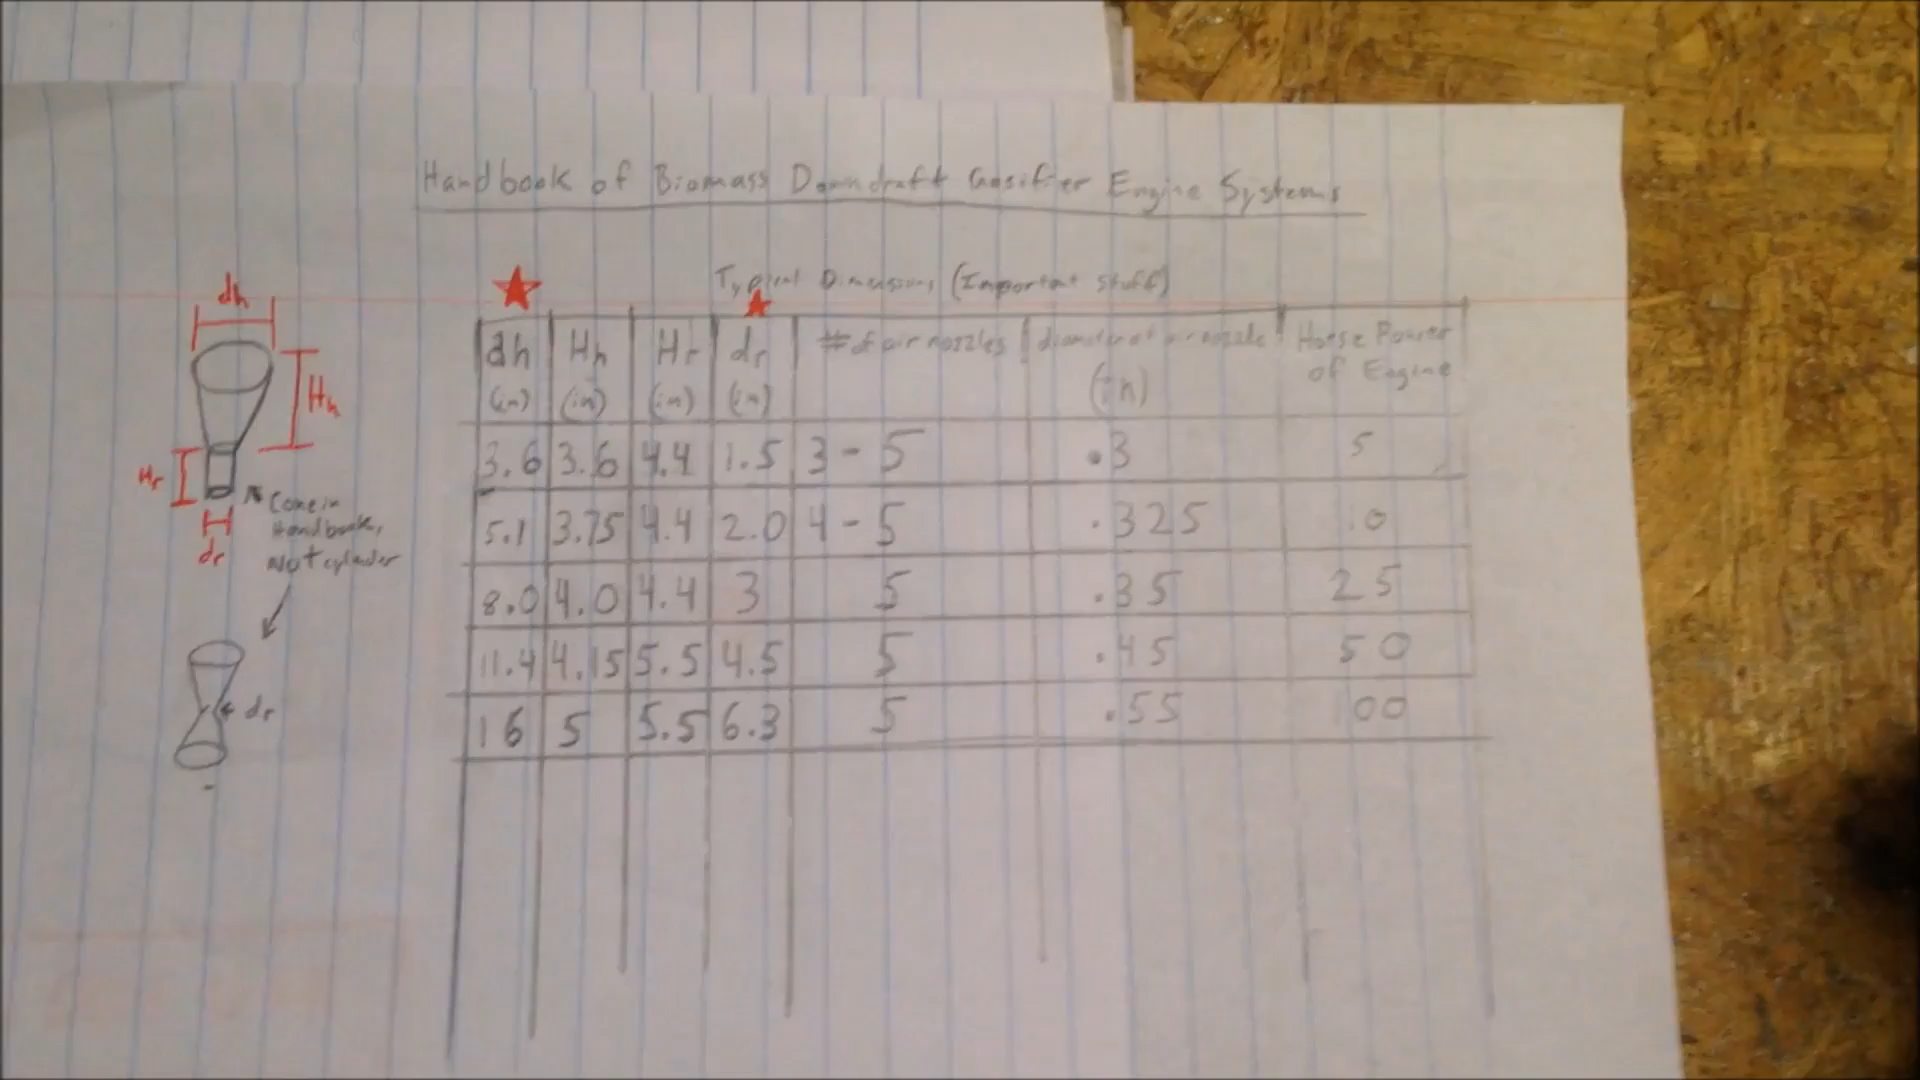 Handbook of Biomass Downdraft Gasifier Engine Systems
Typical Dimensions (Important stuff)
dh
Hh
Hr
dr
Cone in
Handbook,
Not cylinder
dr
dh Hh Hr dr # of air nozzles diameter of air nozzle Horse Power
(in) (in) (in) (in) (in) of Engine
3.6 3.6 4.4 1.5 3 - 5 .3 5
5.1 3.75 4.4 2.0 4 - 5 .325 10
8.0 4.0 4.4 3 5 .35 25
11.4 4.15 5.5 4.5 5 .45 50
16 5 5.5 6.3 5 .55 100